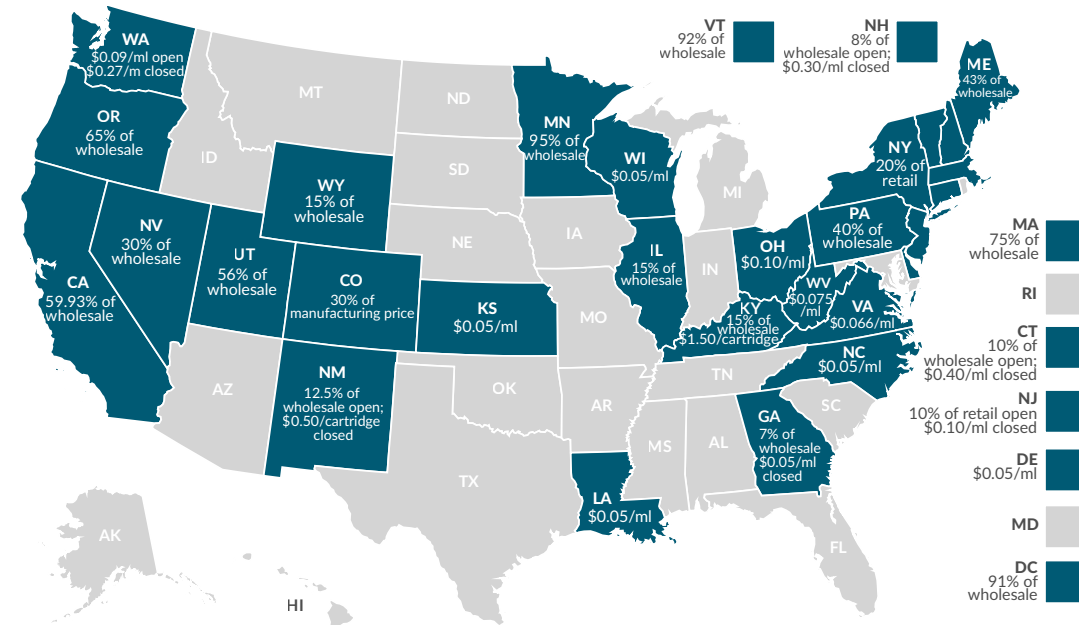 WA
$0.09/ml open
$0.27/m closed
VT
92% of
wholesale
NH
8% of
wholesale open;
$0.30/ml closed
ME
43% of
wholesale
MT
ND
OR
65% of
wholesale
ID
MN
95% of
wholesale
WI
$0.05/ml
NY
20% of
retail
SD
WY
15% of
wholesale
MI
NV
30% of
wholesale
NE
IA
PA
40% of
wholesale
MA
75% of
wholesale
UT
56% of
wholesale
CO
30% of
manufacturing price
IL
15% of
wholesale
IN
OH
$0.10/ml
CA
59.93% of
wholesale
RI
KS
$0.05/ml
MO
WV
$0.075
/ml
VA
$0.066/ml
KY
15% of
wholesale
$1.50/cartridge
CT
10% of
wholesale open;
$0.40/ml closed
NC
$0.05/ml
TN
NM
12.5% of
wholesale open;
$0.50/cartridge
closed
AZ
OK
AR
SC
NJ
10% of retail open
$0.10/ml closed
GA
7% of
wholesale
$0.05/ml
closed
MS
AL
DE
$0.05/ml
TX
LA
$0.05/ml
MD
AK
FL
DC
91% of
wholesale
HI